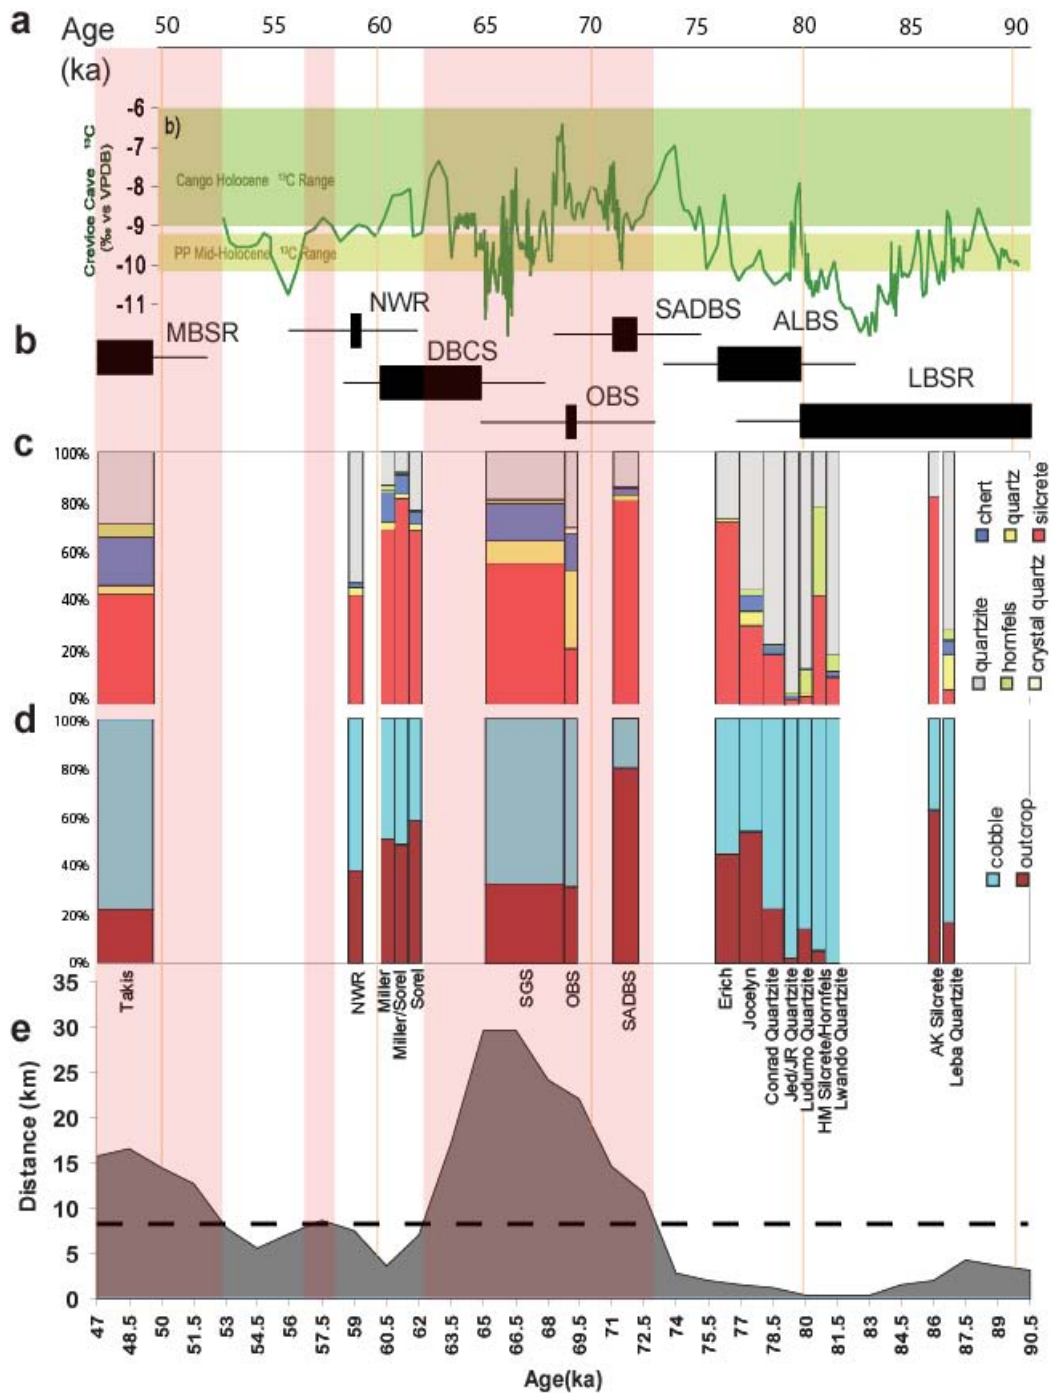 a
Age 50 55 60 65 70 75 80 85 90
(ka)
Crevice Cave ¹³C
(‰ vs VPDB)
-6
-7
-8
-9
-10
-11
b)
Cango Holocene ¹³C Range
PP Mid-Holocene ¹³C Range
b
MBSR
NWR
DBCS
OBS
SADBS
ALBS
LBSR
c
100%
80%
60%
40%
20%
0%
chert
quartz
silcrete
quartzite
hornfels
crystal quartz
d
100%
80%
60%
40%
20%
0%
cobble
outcrop
Takis
NWR
Miller
Miller/Sorel
Sorel
SGS
OBS
SADBS
Erich
Jocelyn
Conrad Quartzite
Jed/JR Quartzite
Ludumo Quartzite
HM Silcrete/Hornfels
Lwando Quartzite
AK Silcrete
Leba Quartzite
e
Distance (km)
35
30
25
20
15
10
5
0
47 48.5 50 51.5 53 54.5 56 57.5 59 60.5 62 63.5 65 66.5 68 69.5 71 72.5 74 75.5 77 78.5 80 81.5 83 84.5 86 87.5 89 90.5
Age(ka)